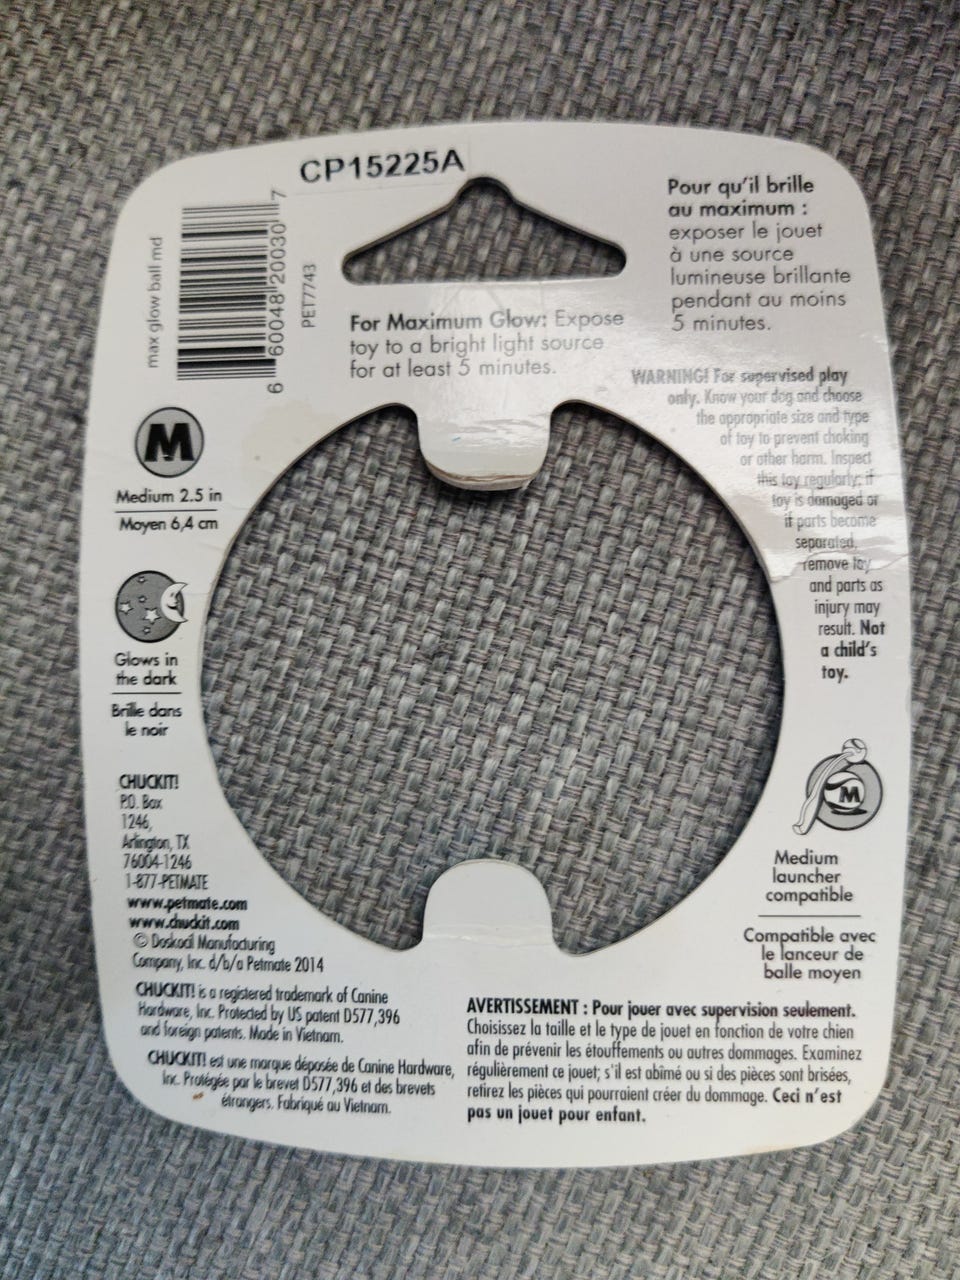 CP15225A
max glow ball md
6 60048 20030 7
PET7743
For Maximum Glow: Expose
toy to a bright light source
for at least 5 minutes.
Pour qu'il brille
au maximum :
exposer le jouet
à une source
lumineuse brillante
pendant au moins
5 minutes.
WARNING! For supervised play
only. Know your dog and choose
the appropriate size and type
of toy to prevent choking
or other harm. Inspect
this toy regularly; if
toy is damaged or
if parts become
separated,
remove toy
and parts as
injury may
result. Not
a child's
toy.
M
Medium 2.5 in
Moyen 6,4 cm
Glows in
the dark
Brille dans
le noir
CHUCKIT!
P.O. Box
1246,
Arlington, TX
76004-1246
1-877-PETMATE
www.petmate.com
www.chuckit.com
© Doskocil Manufacturing
Company, Inc. d/b/a Petmate 2014
CHUCKIT! is a registered trademark of Canine
Hardware, Inc. Protected by US patent D577,396
and foreign patents. Made in Vietnam.
CHUCKIT! est une marque déposée de Canine Hardware,
Inc. Protégée par le brevet D577,396 et des brevets
étrangers. Fabriqué au Vietnam.
M
Medium
launcher
compatible
Compatible avec
le lanceur de
balle moyen
AVERTISSEMENT : Pour jouer avec supervision seulement.
Choisissez la taille et le type de jouet en fonction de votre chien
afin de prévenir les étouffements ou autres dommages. Examinez
régulièrement ce jouet; s'il est abîmé ou si des pièces sont brisées,
retirez les pièces qui pourraient créer du dommage. Ceci n'est
pas un jouet pour enfant.